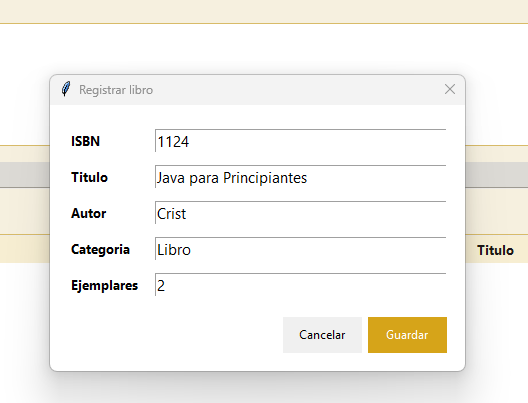 Registrar libro
ISBN 1124
Titulo Java para Principiantes
Autor Crist
Categoria Libro
Titulo
Ejemplares 2
Cancelar Guardar